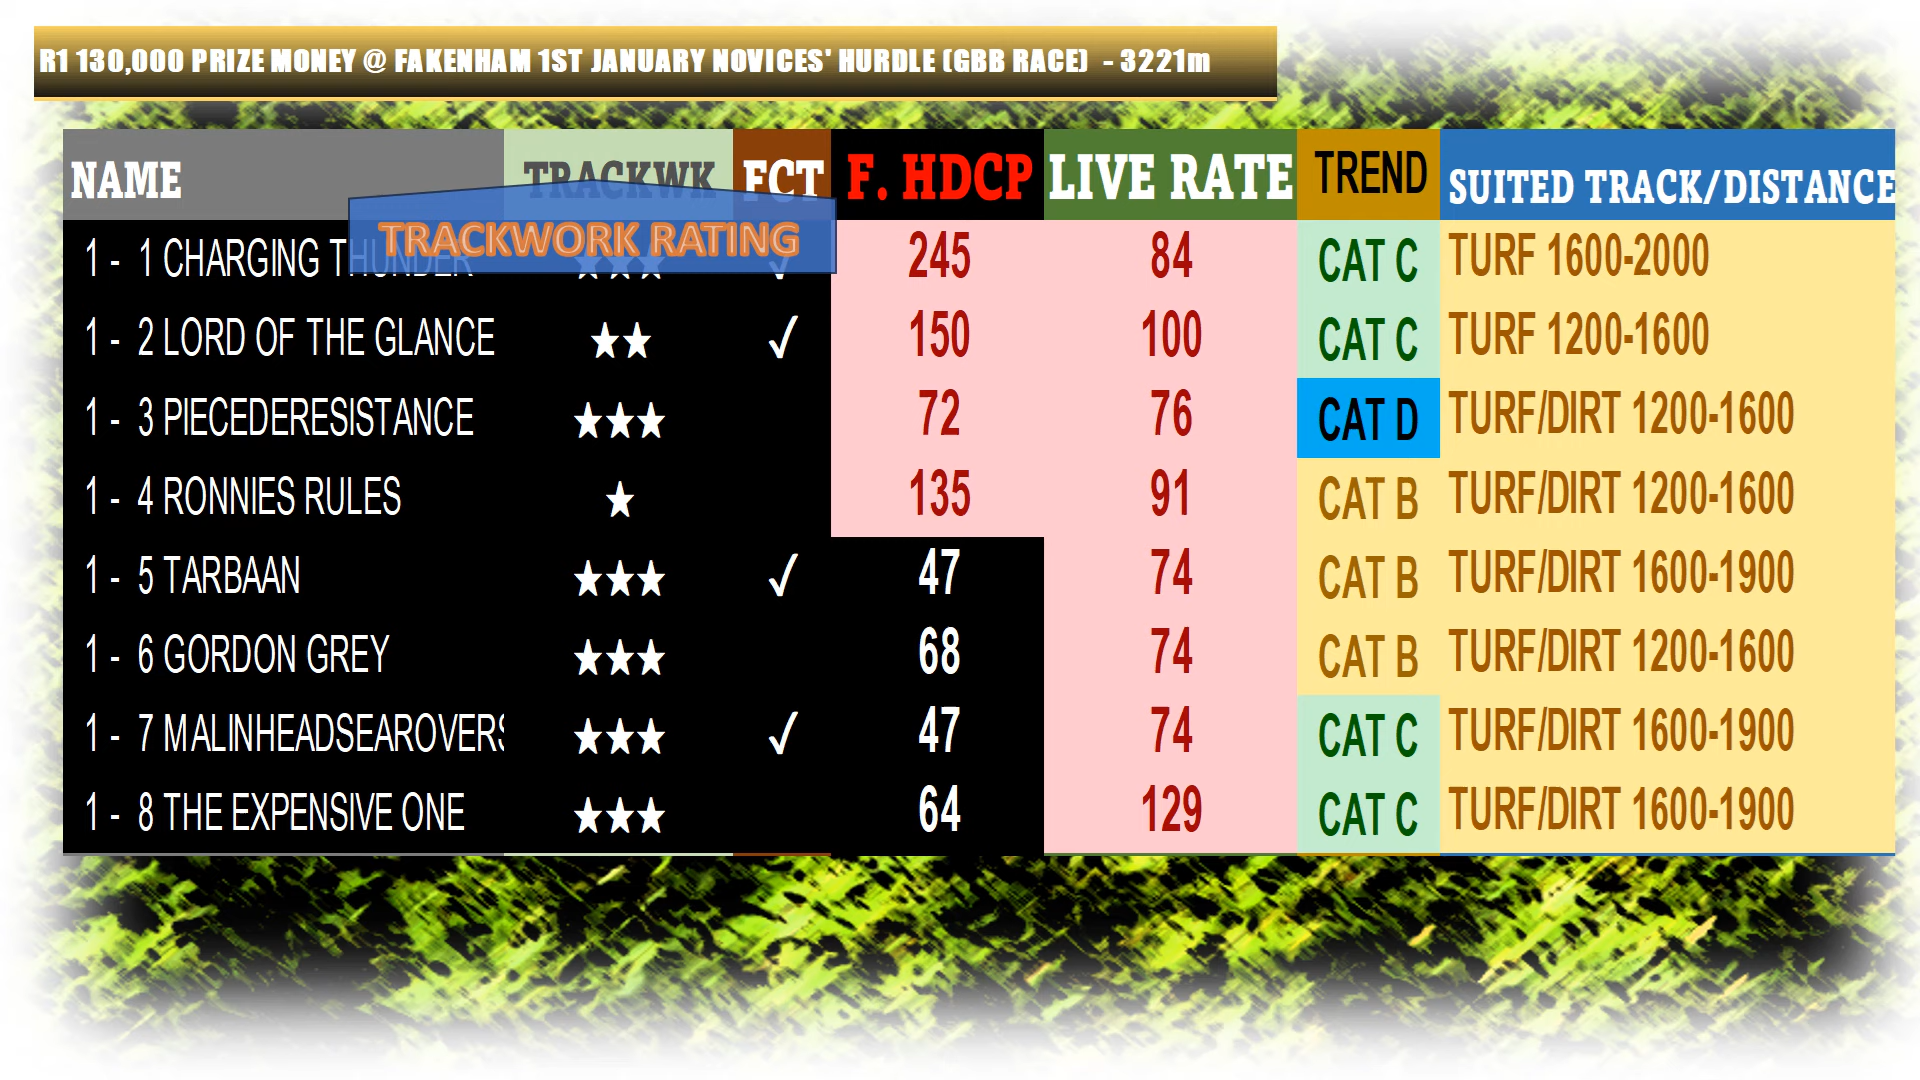 R1 130,000 PRIZE MONEY @ FAKENHAM 1ST JANUARY NOVICES' HURDLE (GBB RACE) - 3221m
NAME TRACKWK FCT F. HDCP LIVE RATE TREND SUITED TRACK/DISTANCE
TRACKWORK RATING
1 - 1 CHARGING THUNDER ★★★ ✓ 245 84 CAT C TURF 1600-2000
1 - 2 LORD OF THE GLANCE ★★ ✓ 150 100 CAT C TURF 1200-1600
1 - 3 PIECEDERESISTANCE ★★★ 72 76 CAT D TURF/DIRT 1200-1600
1 - 4 RONNIES RULES ★ 135 91 CAT B TURF/DIRT 1200-1600
1 - 5 TARBAAN ★★★ ✓ 47 74 CAT B TURF/DIRT 1600-1900
1 - 6 GORDON GREY ★★★ 68 74 CAT B TURF/DIRT 1200-1600
1 - 7 MALINHEADSEAROVERS ★★★ ✓ 47 74 CAT C TURF/DIRT 1600-1900
1 - 8 THE EXPENSIVE ONE ★★★ 64 129 CAT C TURF/DIRT 1600-1900